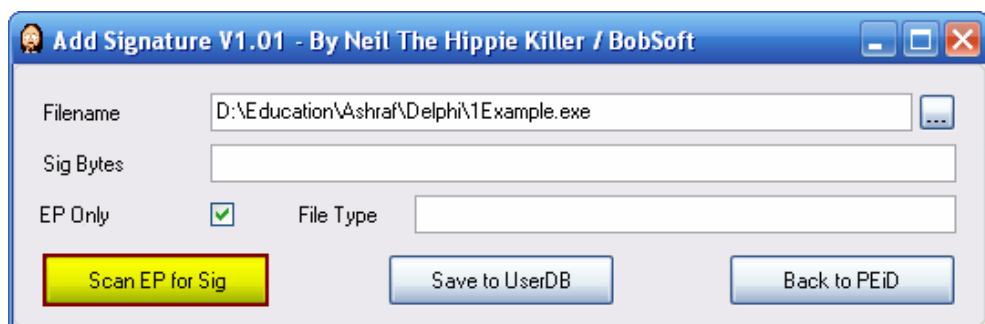 Add Signature V1.01 - By Neil The Hippie Killer / BobSoft
Filename D:\Education\Ashraf\Delphi\1Example.exe ...
Sig Bytes
EP Only File Type
Scan EP for Sig Save to UserDB Back to PEiD